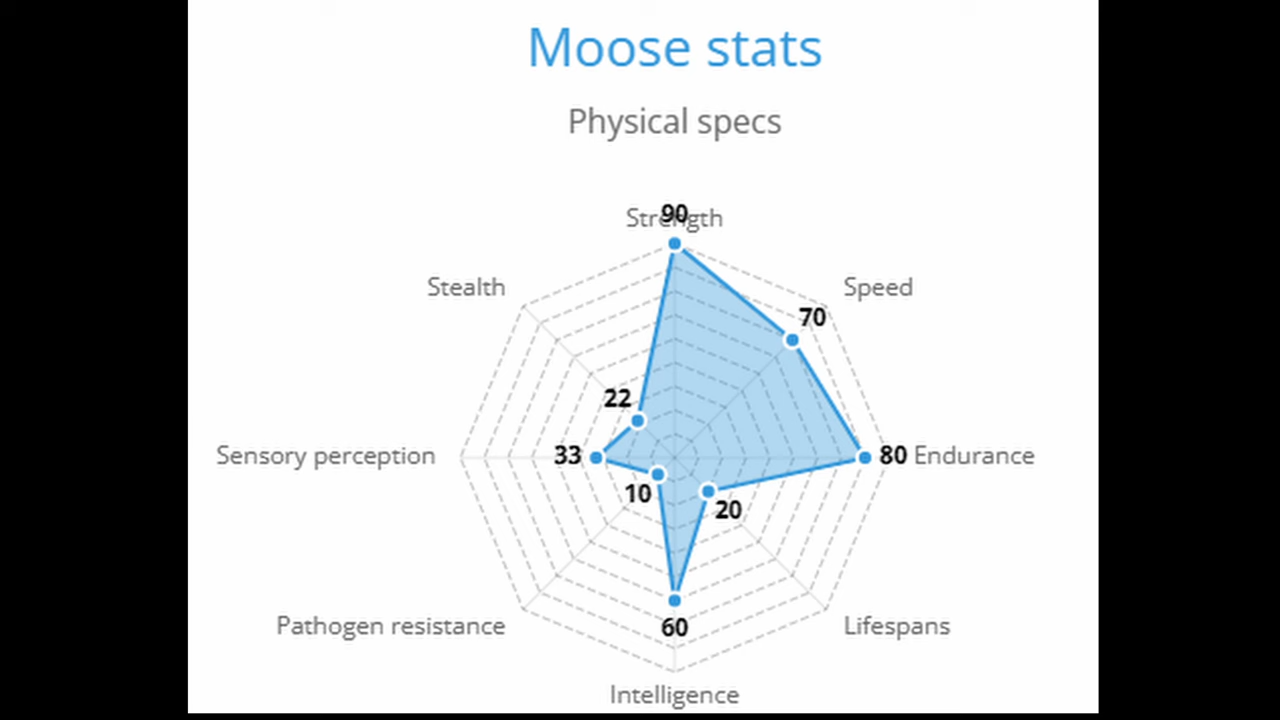 Moose stats
Physical specs
90
Strength
Stealth
Speed
70
22
Sensory perception
33
80
Endurance
10
20
Pathogen resistance
60
Lifespans
Intelligence